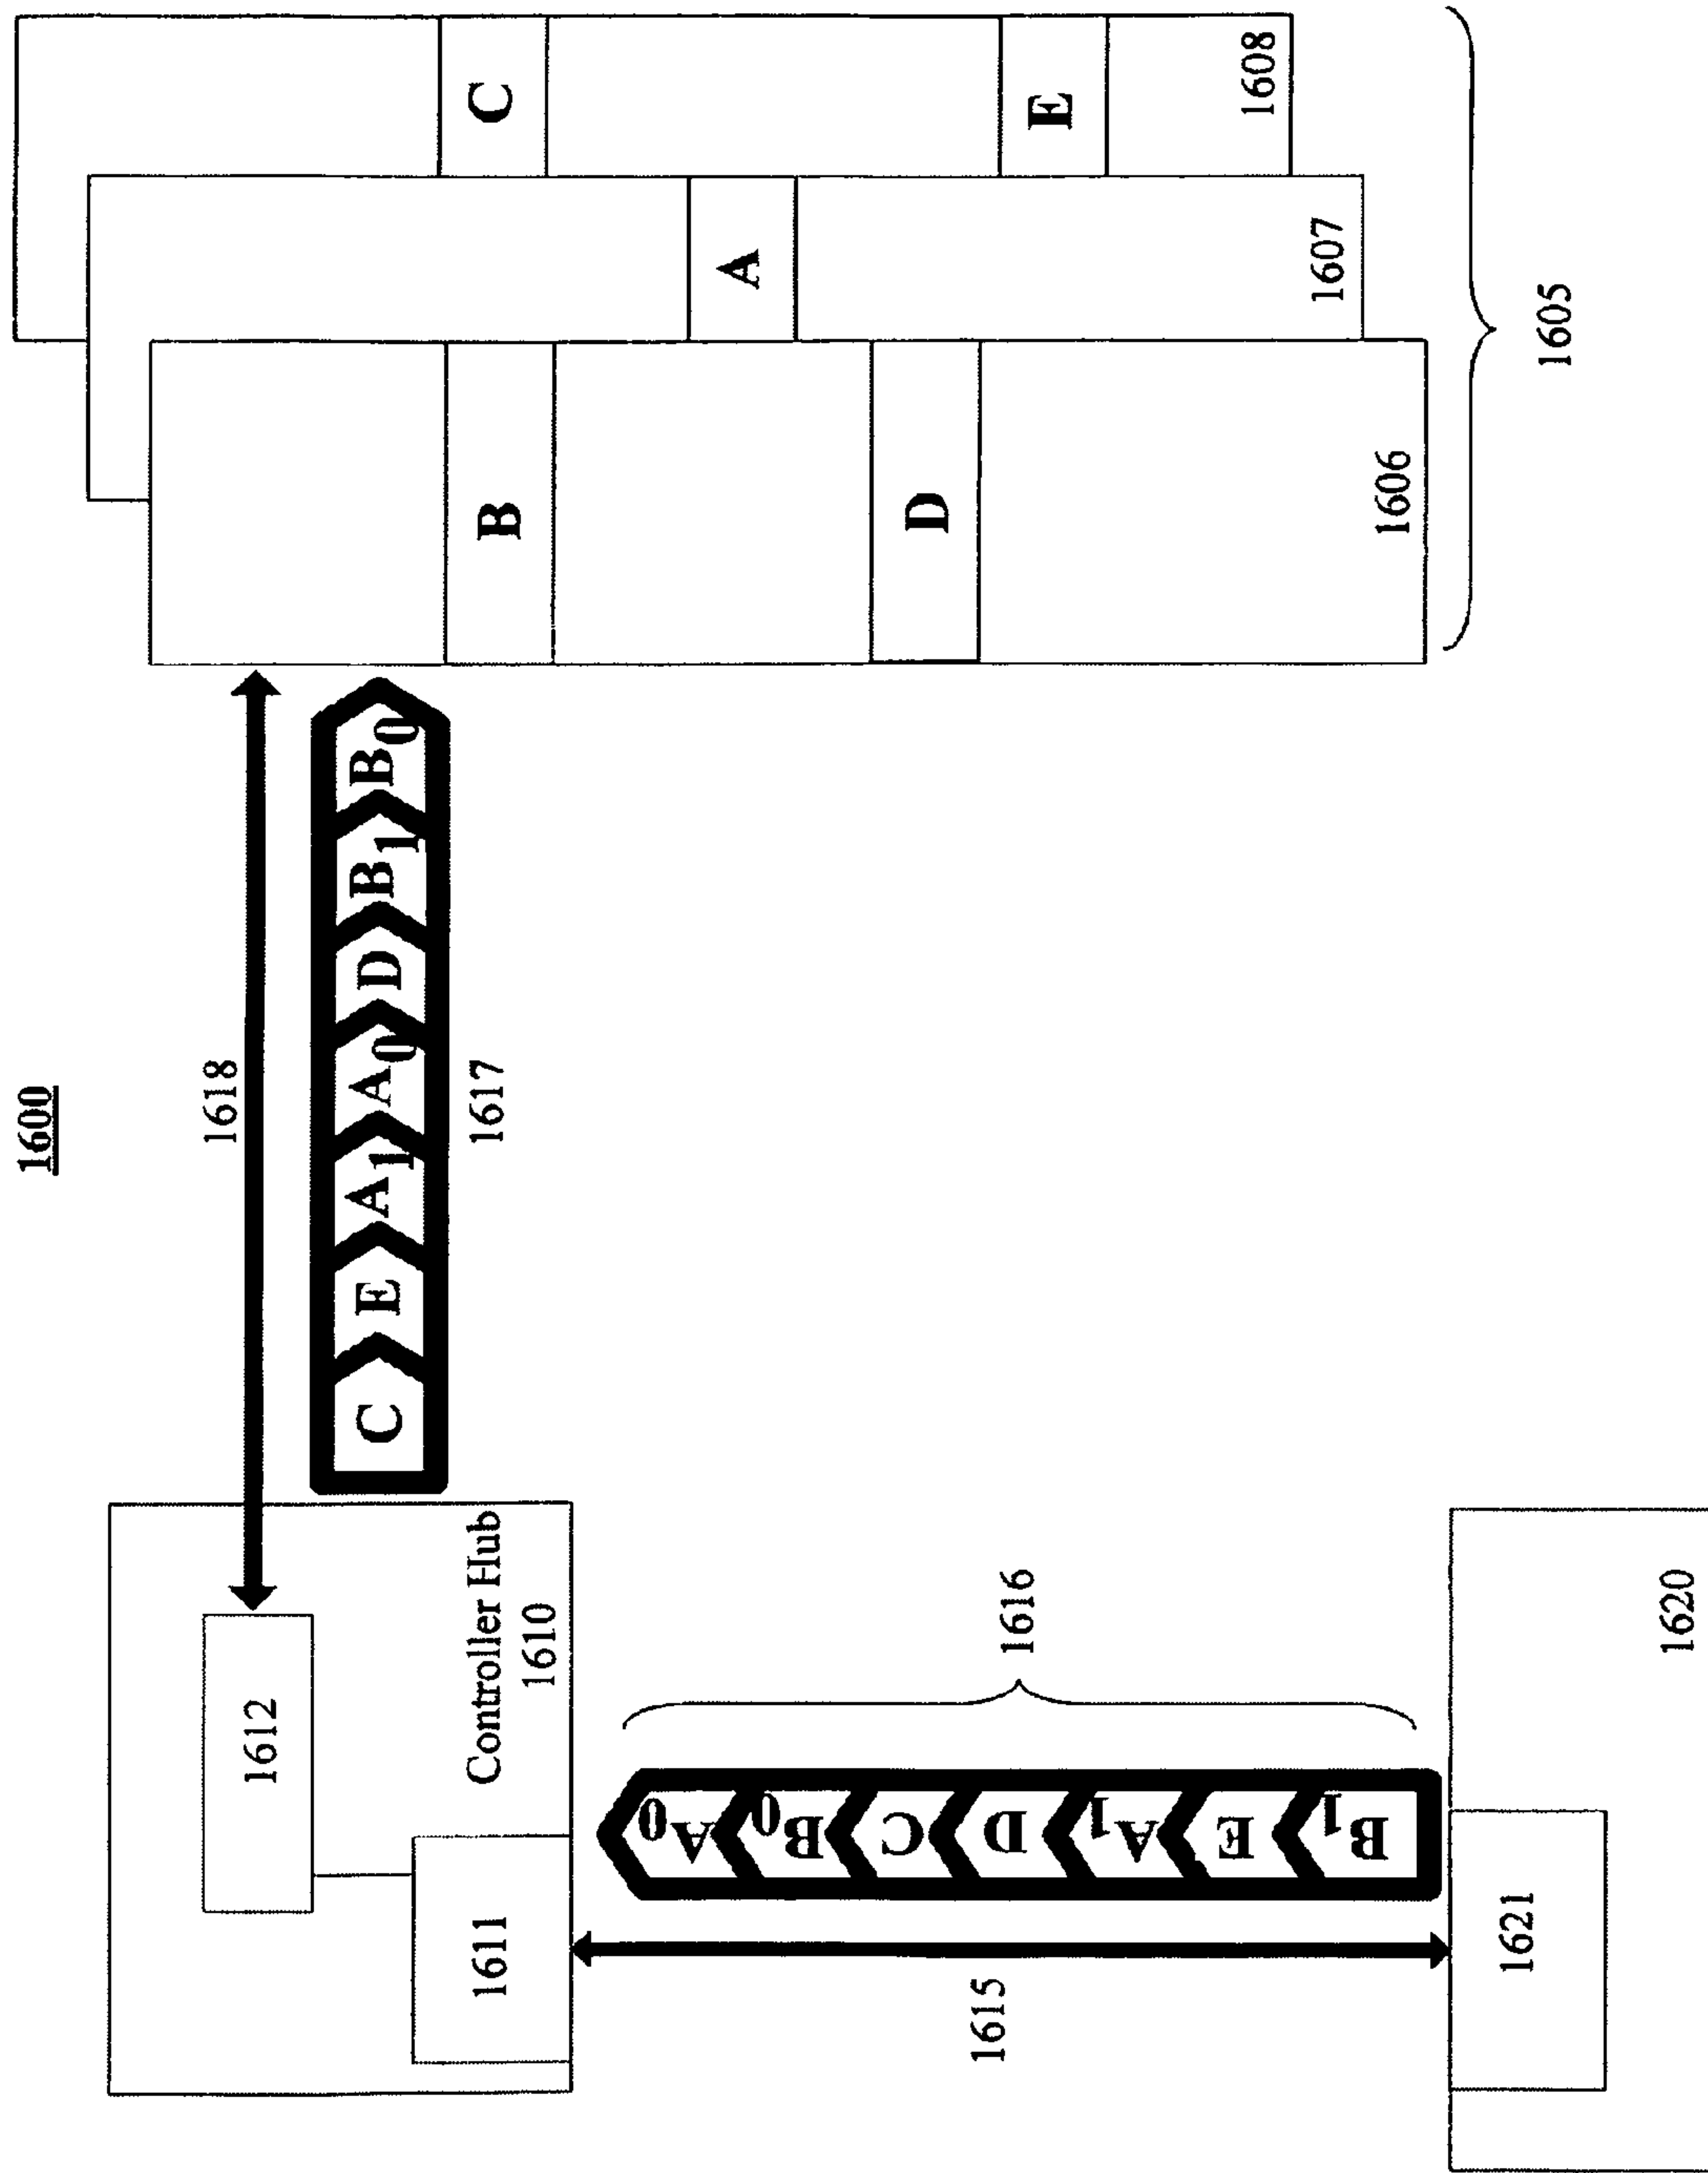 1600
1618
C E A1 A0 D B1 B0
1617
B
D
1606
A
1607
C
E
1608
1605
1612
1611
Controller Hub
1610
1615
A0
B0
C
D
A1
E
B1
1616
1621
1620